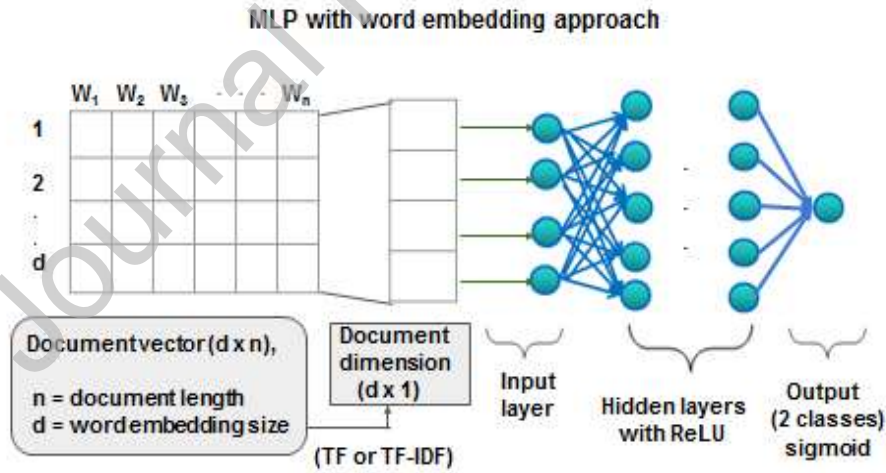 MLP with word embedding approach
W1 W2 W3 - - - - Wn
1
2
.
.
d
Document vector (d x n),
n = document length
d = word embedding size
Document
dimension
(d x 1)
(TF or TF-IDF)
Input
layer
Hidden layers
with ReLU
Output
(2 classes)
sigmoid
Journal